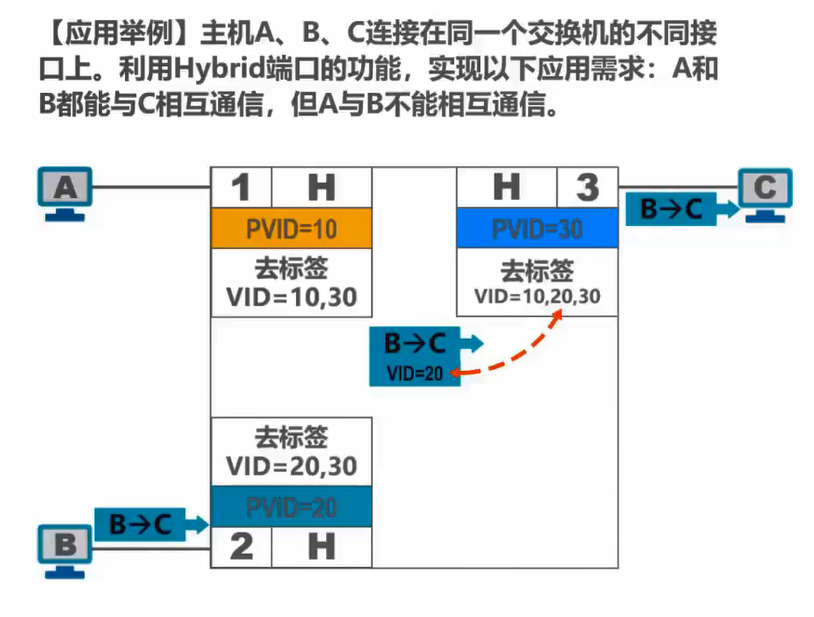 【应用举例】主机A、B、C连接在同一个交换机的不同接
口上。利用Hybrid端口的功能，实现以下应用需求：A和
B都能与C相互通信，但A与B不能相互通信。
A
1
H
H
3
C
B→C
PVID=10
PVID=30
去标签
VID=10,30
去标签
VID=10,20,30
B→C
VID=20
去标签
VID=20,30
PVID=20
B→C
B
2
H